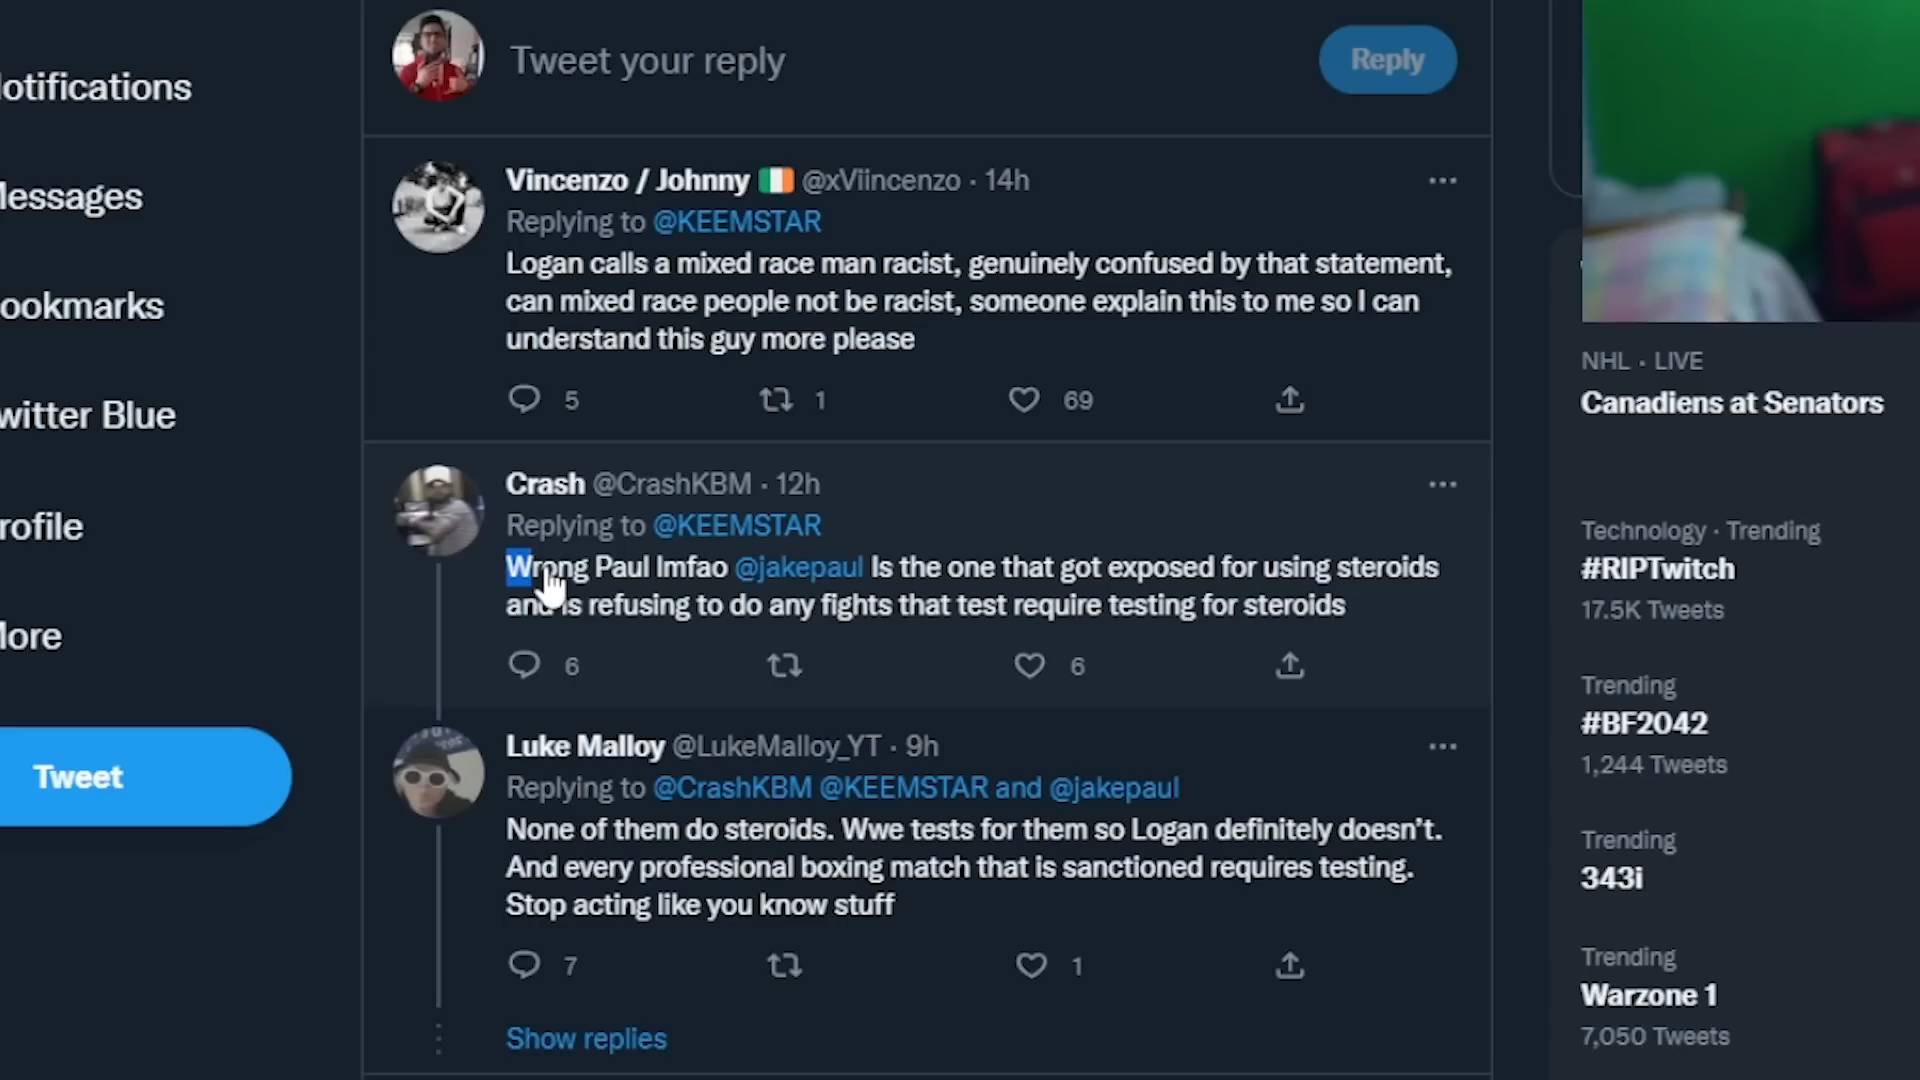 otifications
essages
ookmarks
witter Blue
rofile
ore
Tweet
Tweet your reply
Reply
Vincenzo / Johnny 🇮🇪 @xViincenzo · 14h
Replying to @KEEMSTAR
Logan calls a mixed race man racist, genuinely confused by that statement,
can mixed race people not be racist, someone explain this to me so I can
understand this guy more please
5 1 69
Crash @CrashKBM · 12h
Replying to @KEEMSTAR
Wrong Paul lmfao @jakepaul Is the one that got exposed for using steroids
and is refusing to do any fights that test require testing for steroids
6 6
Luke Malloy @LukeMalloy_YT · 9h
Replying to @CrashKBM @KEEMSTAR and @jakepaul
None of them do steroids. Wwe tests for them so Logan definitely doesn't.
And every professional boxing match that is sanctioned requires testing.
Stop acting like you know stuff
7 1
Show replies
NHL · LIVE
Canadiens at Senators
Technology · Trending
#RIPTwitch
17.5K Tweets
Trending
#BF2042
1,244 Tweets
Trending
343i
Trending
Warzone 1
7,050 Tweets